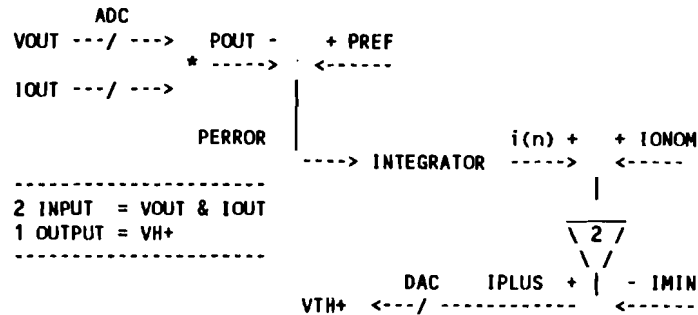 ADC
VOUT ---/ ---> POUT - + PREF
* -----> <------
IOUT ---/ --->
PERROR i(n) + + IONOM
----> INTEGRATOR -----> <-----
-----------------------
2 INPUT = VOUT & IOUT
1 OUTPUT = VH+
-----------------------
\ 2 /
\ /
DAC IPLUS + | - IMIN
VTH+ <---/ ----------- <------